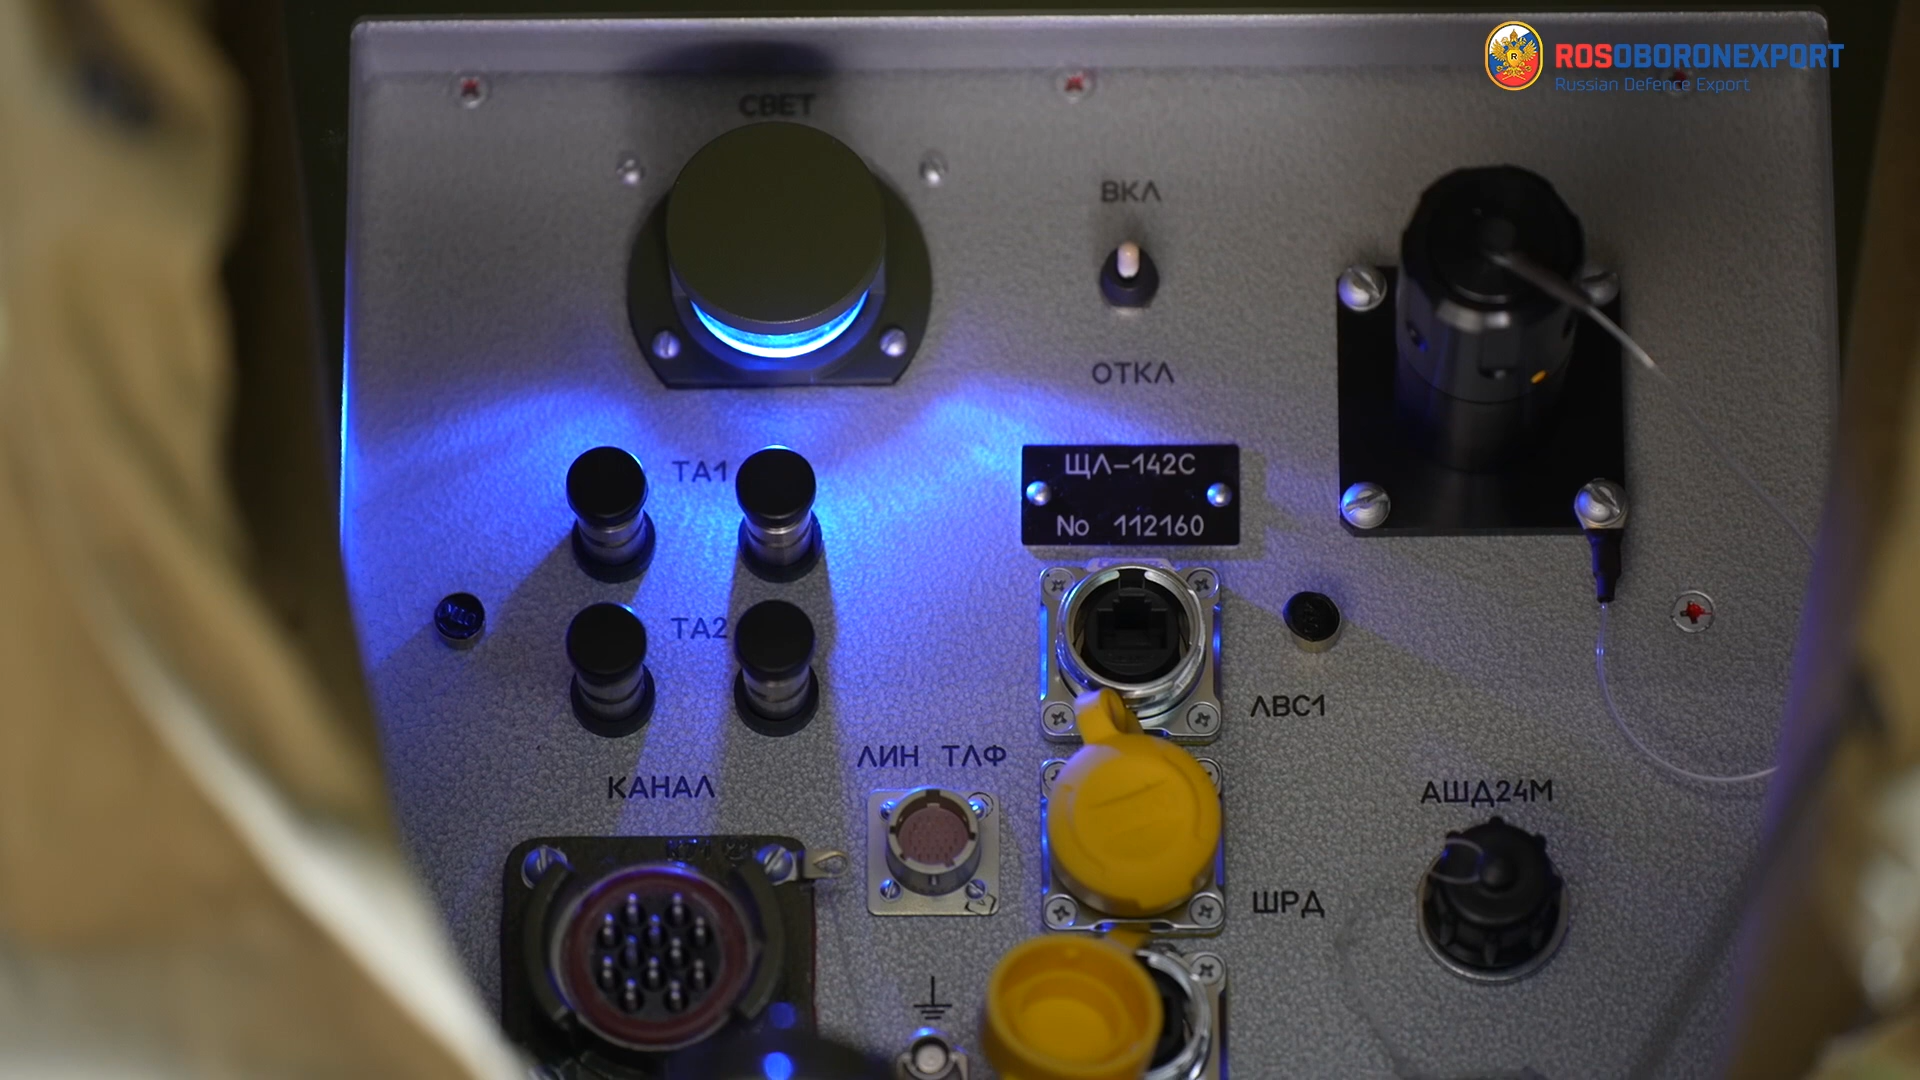 ROSOBORONEXPORT
Russian Defence Export
СВЕТ
ВКЛ
ОТКЛ
ТА1
ЩЛ-142С
No 112160
ТА2
ЛВС1
ЛИН ТЛФ
КАНАЛ
АШД24М
ШРД